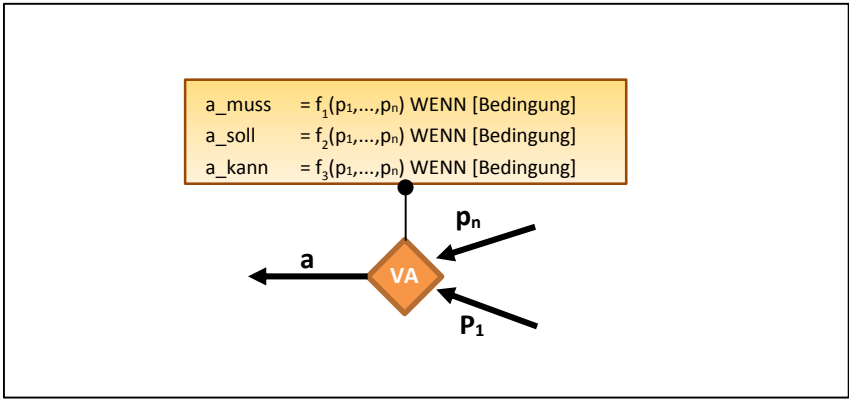 a_muss = f₁(p₁,...,pₙ) WENN [Bedingung]
a_soll = f₂(p₁,...,pₙ) WENN [Bedingung]
a_kann = f₃(p₁,...,pₙ) WENN [Bedingung]
pₙ
a
VA
P₁